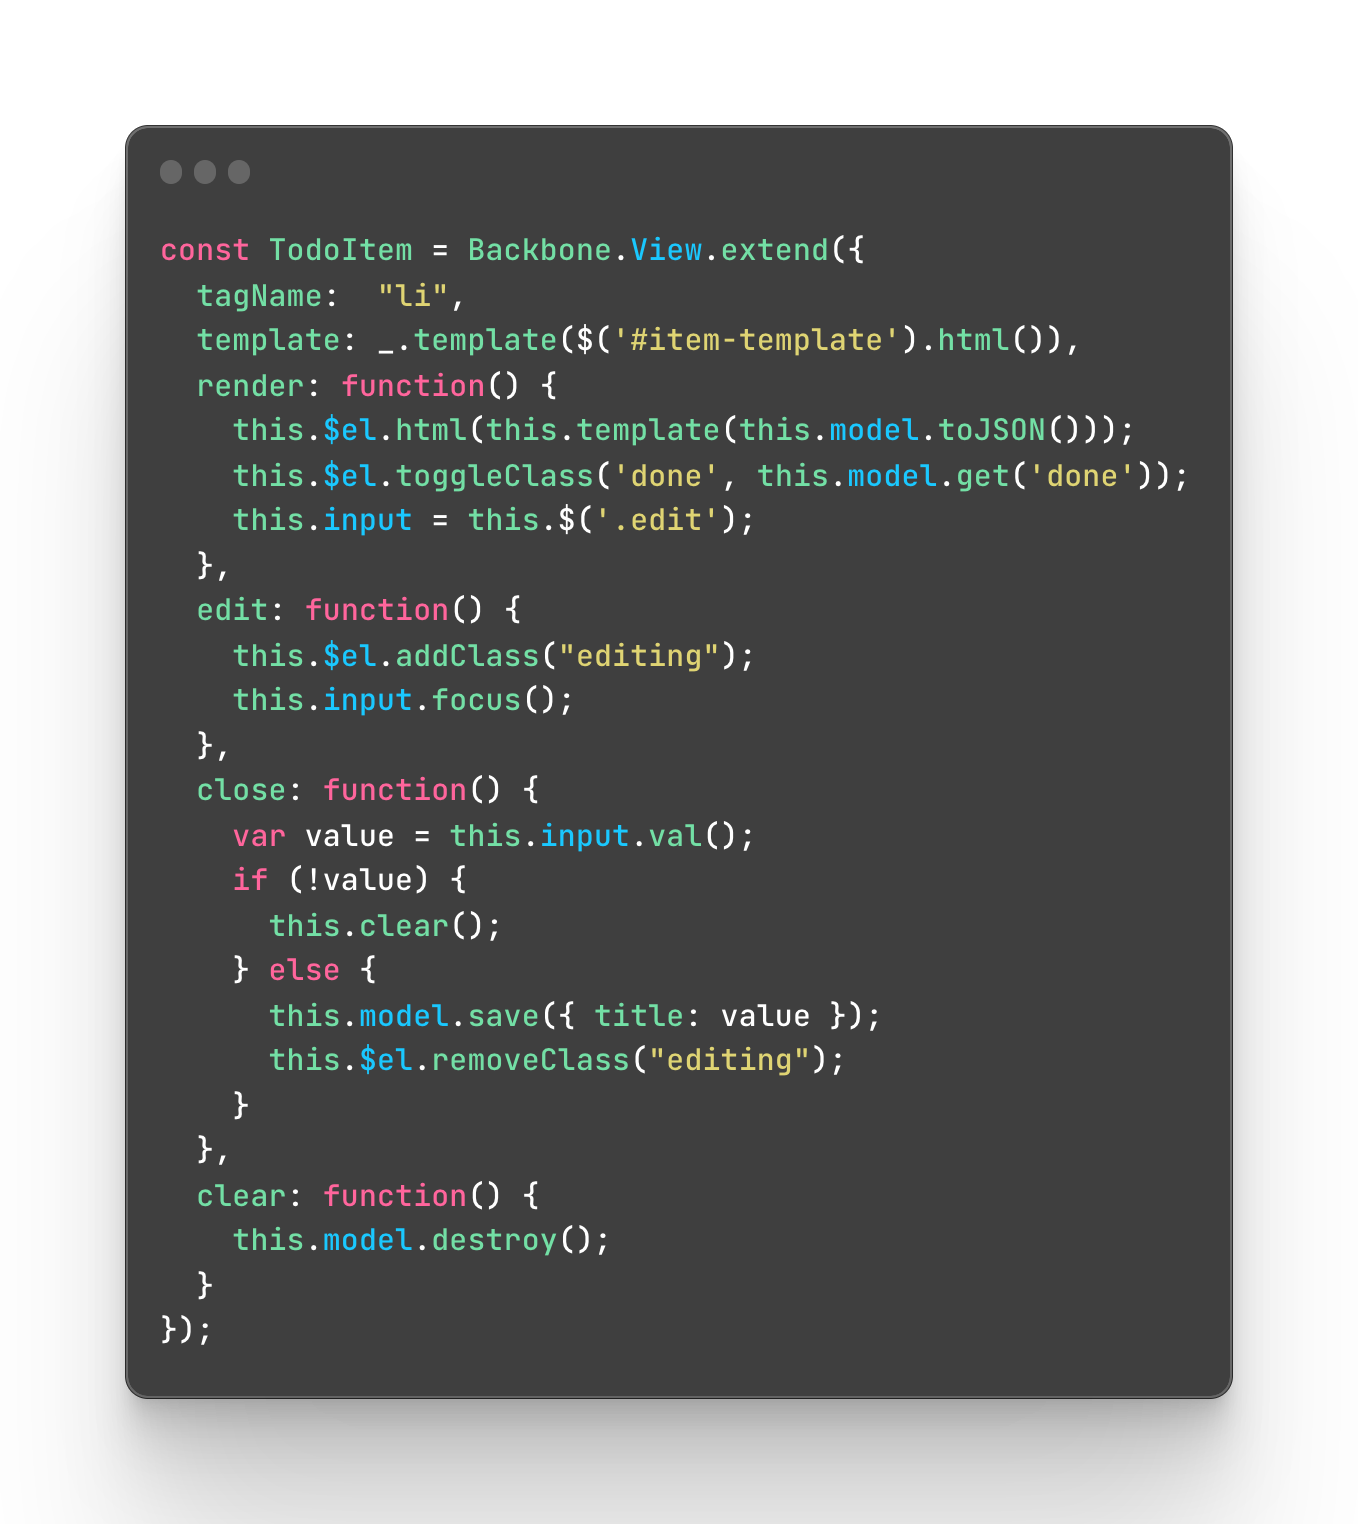 const TodoItem = Backbone.View.extend({
  tagName:  "li",
  template: _.template($('#item-template').html()),
  render: function() {
    this.$el.html(this.template(this.model.toJSON()));
    this.$el.toggleClass('done', this.model.get('done'));
    this.input = this.$('.edit');
  },
  edit: function() {
    this.$el.addClass("editing");
    this.input.focus();
  },
  close: function() {
    var value = this.input.val();
    if (!value) {
      this.clear();
    } else {
      this.model.save({ title: value });
      this.$el.removeClass("editing");
    }
  },
  clear: function() {
    this.model.destroy();
  }
});